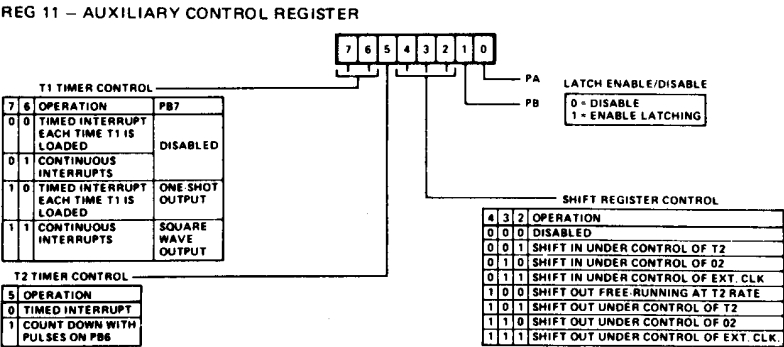 REG 11 – AUXILIARY CONTROL REGISTER
7 6 5 4 3 2 1 0
PA
PB
LATCH ENABLE/DISABLE
0 = DISABLE
1 = ENABLE LATCHING
T1 TIMER CONTROL
7 6 OPERATION PB7
0 0 TIMED INTERRUPT
EACH TIME T1 IS
LOADED
DISABLED
0 1 CONTINUOUS
INTERRUPTS
1 0 TIMED INTERRUPT ONE-SHOT
EACH TIME T1 IS OUTPUT
LOADED
1 1 CONTINUOUS SQUARE
INTERRUPTS WAVE
OUTPUT
T2 TIMER CONTROL
5 OPERATION
0 TIMED INTERRUPT
1 COUNT DOWN WITH
PULSES ON PB6
SHIFT REGISTER CONTROL
4 3 2 OPERATION
0 0 0 DISABLED
0 0 1 SHIFT IN UNDER CONTROL OF T2
0 1 0 SHIFT IN UNDER CONTROL OF 02
0 1 1 SHIFT IN UNDER CONTROL OF EXT. CLK
1 0 0 SHIFT OUT FREE-RUNNING AT T2 RATE
1 0 1 SHIFT OUT UNDER CONTROL OF T2
1 1 0 SHIFT OUT UNDER CONTROL OF 02
1 1 1 SHIFT OUT UNDER CONTROL OF EXT. CLK.